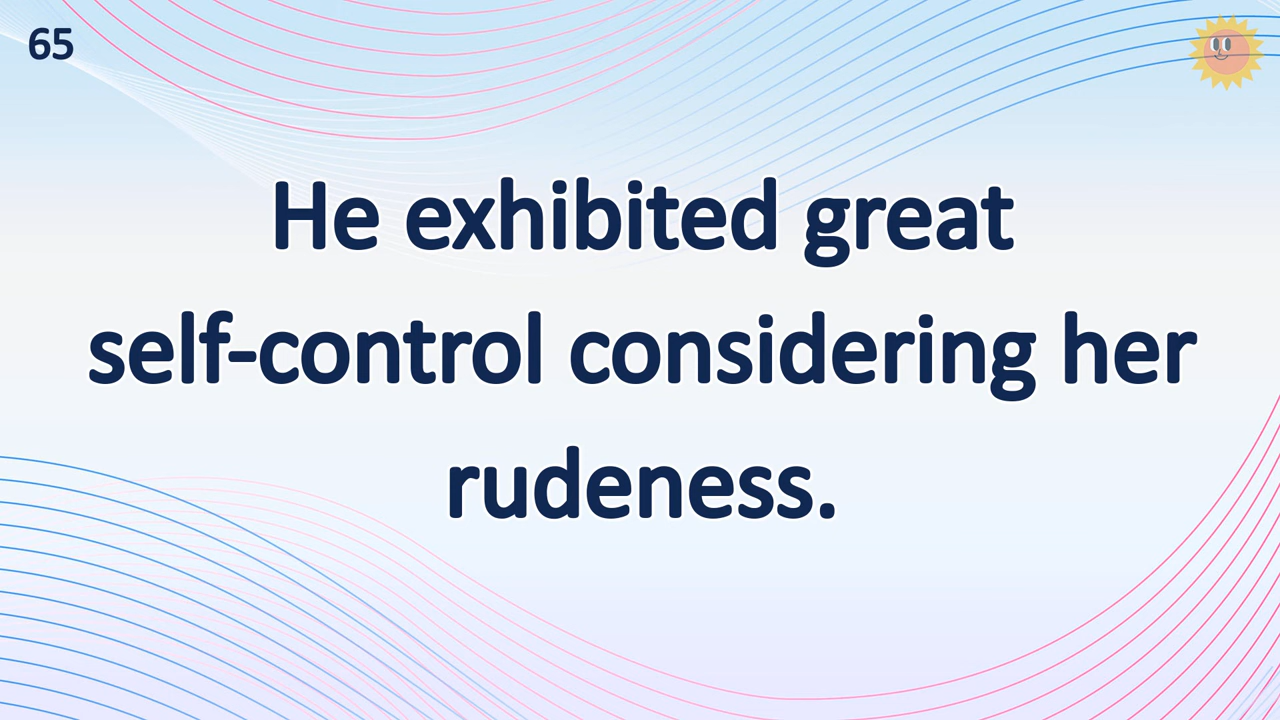 65
He exhibited great
self-control considering her
rudeness.